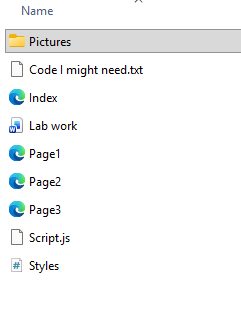 Name
Pictures
Code I might need.txt
Index
Lab work
Page1
Page2
Page3
Script.js
Styles